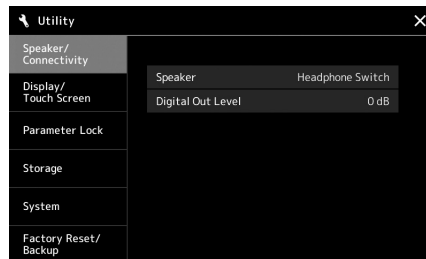 Utility
Speaker/
Connectivity
Display/
Touch Screen
Parameter Lock
Storage
System
Factory Reset/
Backup
Speaker Headphone Switch
Digital Out Level 0 dB